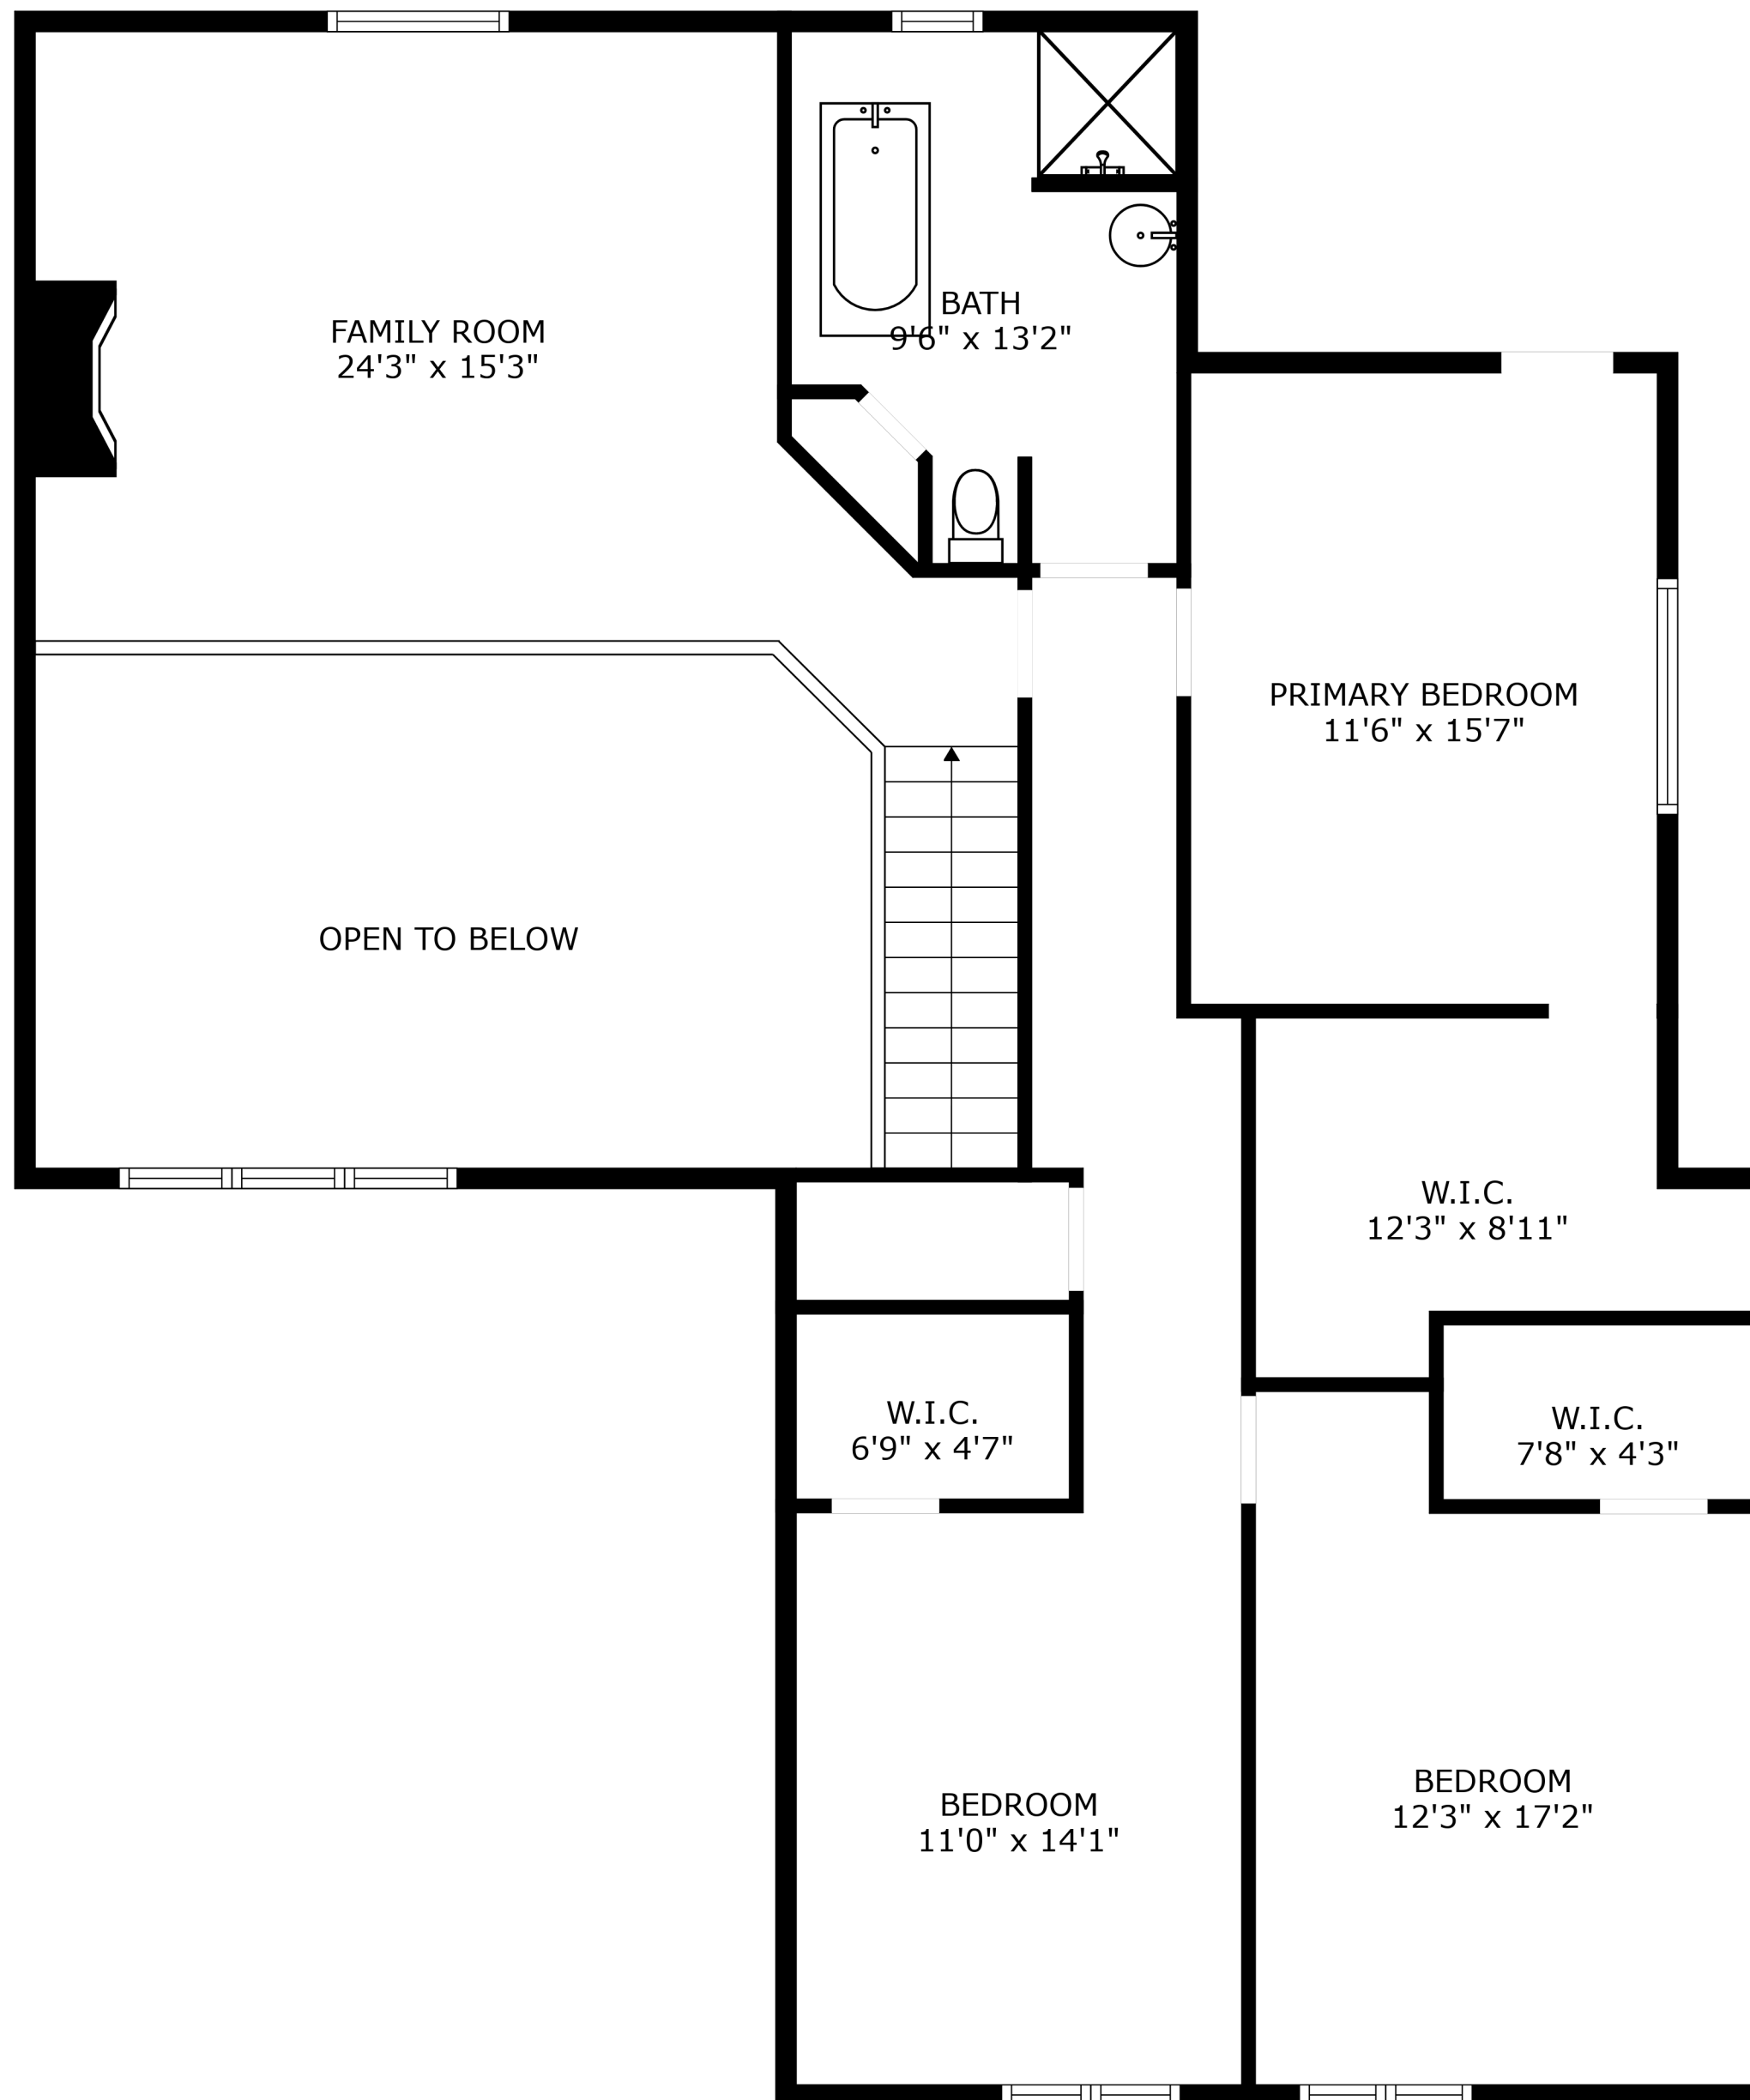 FAMILY ROOM
24'3" x 15'3"
BATH
9'6" x 13'2"
PRIMARY BEDROOM
11'6" x 15'7"
OPEN TO BELOW
W.I.C.
12'3" x 8'11"
W.I.C.
6'9" x 4'7"
W.I.C.
7'8" x 4'3"
BEDROOM
11'0" x 14'1"
BEDROOM
12'3" x 17'2"